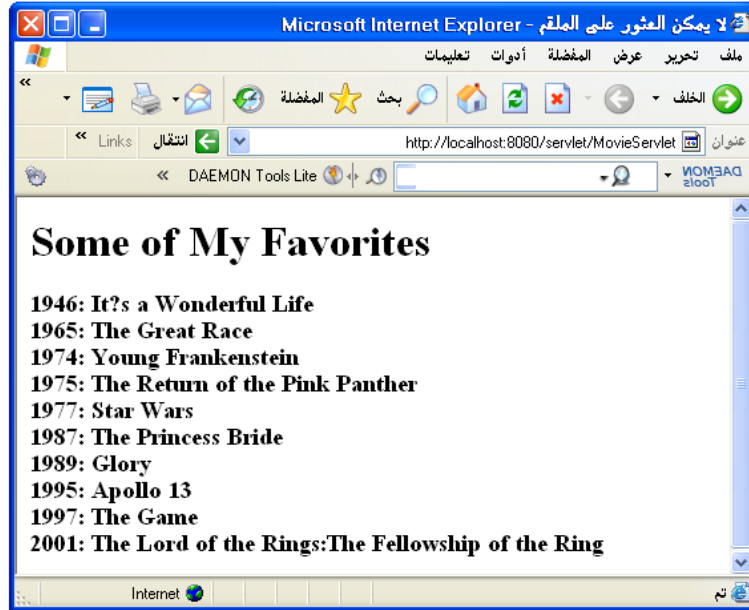 لا يمكن العثور على الملقم - Microsoft Internet Explorer
ملف تحرير عرض المفضلة أدوات تعليمات
الخلف بحث المفضلة
عنوان http://localhost:8080/servlet/MovieServlet انتقال Links »
DAEMON Tools DAEMON Tools Lite »
Some of My Favorites
1946: It?s a Wonderful Life
1965: The Great Race
1974: Young Frankenstein
1975: The Return of the Pink Panther
1977: Star Wars
1987: The Princess Bride
1989: Glory
1995: Apollo 13
1997: The Game
2001: The Lord of the Rings:The Fellowship of the Ring
تم Internet